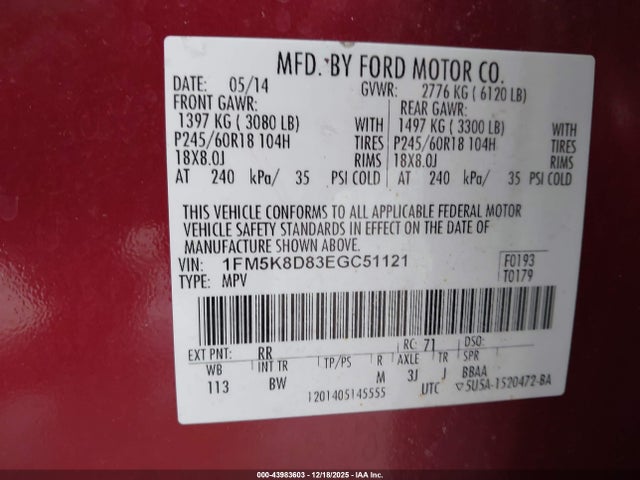 MFD. BY FORD MOTOR CO.
DATE: 05/14 GVWR: 2776 KG ( 6120 LB)
FRONT GAWR: REAR GAWR:
1397 KG ( 3080 LB) WITH 1497 KG ( 3300 LB) WITH
P245/60R18 104H TIRES P245/60R18 104H TIRES
18X8.0J RIMS 18X8.0J RIMS
AT 240 kPa/ 35 PSI COLD AT 240 kPa/ 35 PSI COLD
THIS VEHICLE CONFORMS TO ALL APPLICABLE FEDERAL MOTOR
VEHICLE SAFETY STANDARDS IN EFFECT ON THE DATE OF
MANUFACTURE SHOWN ABOVE.
VIN: 1FM5K8D83EGC51121 F0193
TYPE: MPV T0179
EXT PNT: RR RC: 71 DSO:
WB INT TR TP/PS R AXLE TR SPR
113 BW M 3J J BBAA
1201405145555 UTC 5U5A-1520472-BA
000-43983603 - 12/18/2025 - IAA Inc.